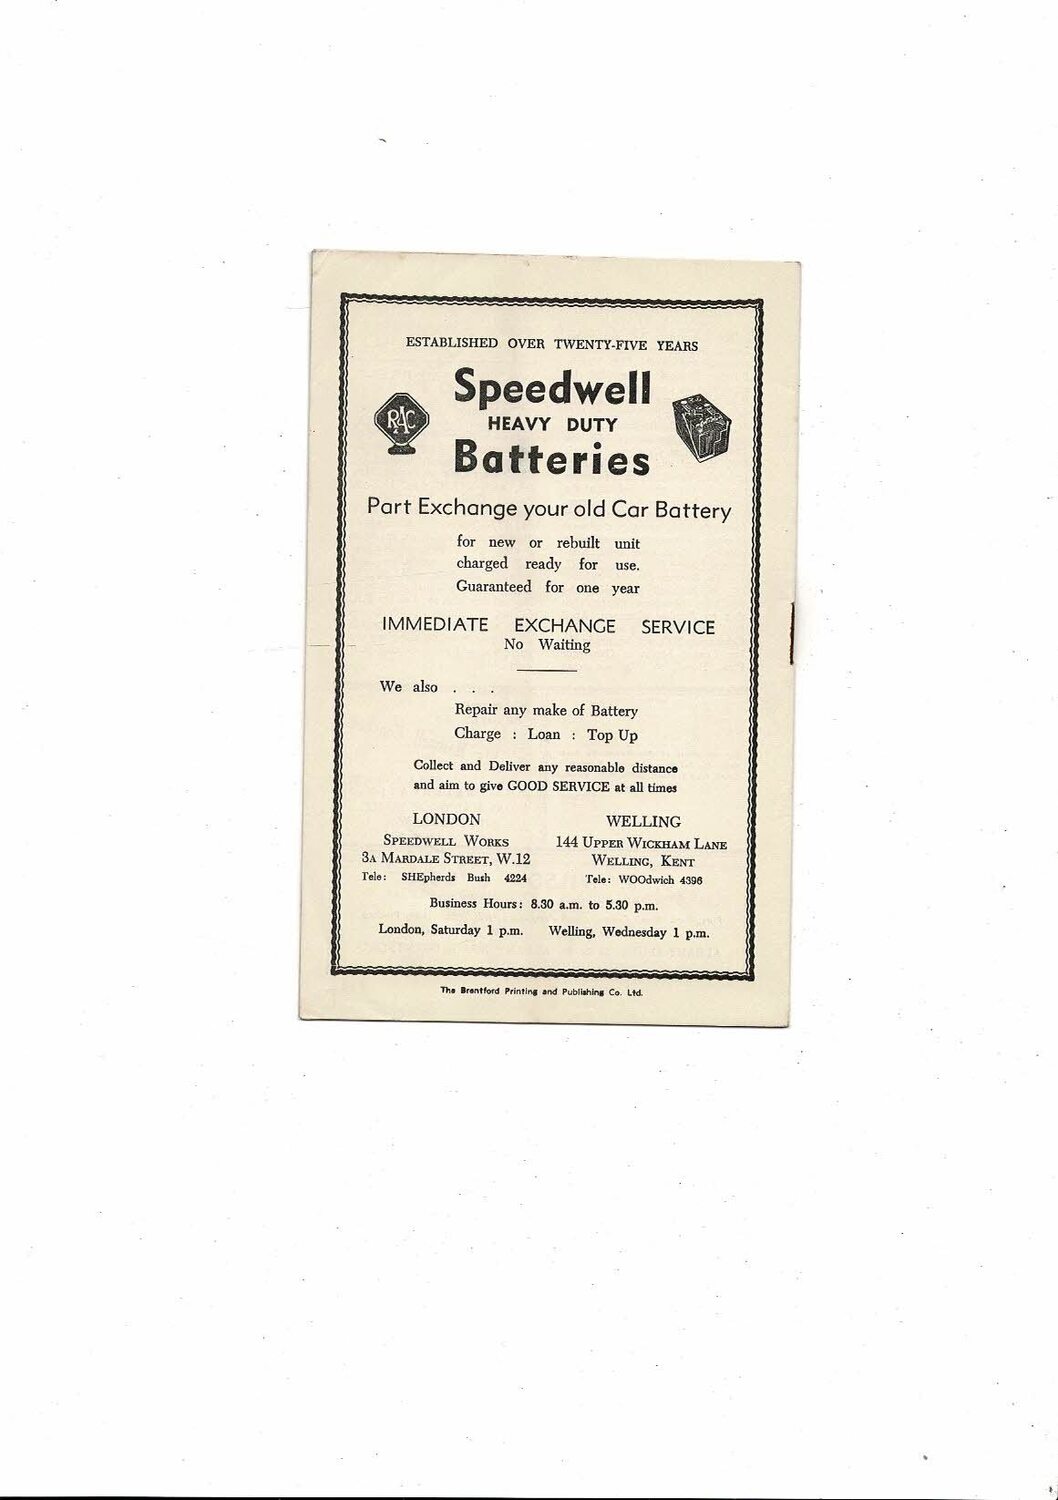 ESTABLISHED OVER TWENTY-FIVE YEARS
Speedwell
RAC
HEAVY DUTY
Batteries
Part Exchange your old Car Battery
for new or rebuilt unit
charged ready for use.
Guaranteed for one year
IMMEDIATE EXCHANGE SERVICE
No Waiting
We also . . .
Repair any make of Battery
Charge : Loan : Top Up
Collect and Deliver any reasonable distance
and aim to give GOOD SERVICE at all times
LONDON
SPEEDWELL WORKS
3A MARDALE STREET, W.12
Tele: SHEpherds Bush 4224
WELLING
144 UPPER WICKHAM LANE
WELLING, KENT
Tele: WOOdwich 4396
Business Hours: 8.30 a.m. to 5.30 p.m.
London, Saturday 1 p.m. Welling, Wednesday 1 p.m.
The Brentford Printing and Publishing Co. Ltd.